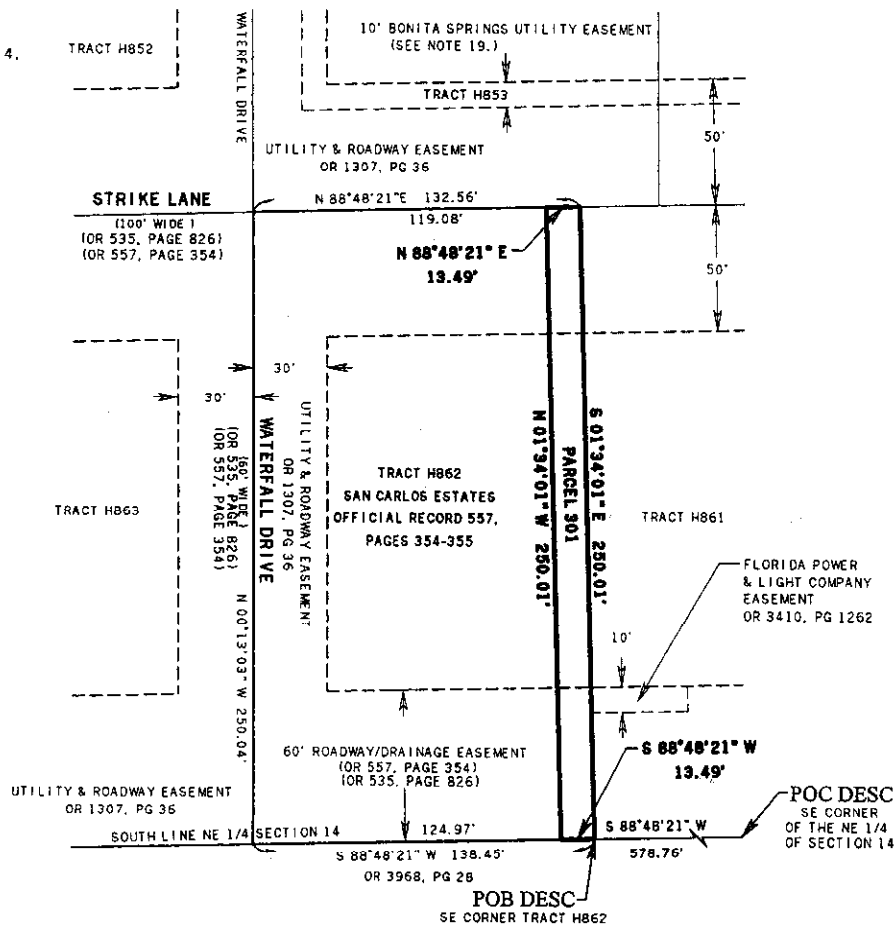 4.
TRACT H852
WATERFALL DRIVE
10' BONITA SPRINGS UTILITY EASEMENT
(SEE NOTE 19.)
TRACT H853
50'
UTILITY & ROADWAY EASEMENT
OR 1307, PG 36
STRIKE LANE
(100' WIDE)
(OR 535, PAGE 826)
(OR 557, PAGE 354)
N 88°48'21"E 132.56'
119.08'
N 88°48'21" E
13.49'
50'
30'
30'
UTILITY & ROADWAY EASEMENT
OR 1307, PG 36
WATERFALL DRIVE
(60' WIDE)
(OR 535, PAGE 826)
(OR 557, PAGE 354)
N 00°13'03" W 250.04'
TRACT H863
TRACT H862
SAN CARLOS ESTATES
OFFICIAL RECORD 557,
PAGES 354-355
N 01°34'01" W 250.01'
PARCEL 301
S 01°34'01" E 250.01'
TRACT H861
FLORIDA POWER
& LIGHT COMPANY
EASEMENT
OR 3410, PG 1262
10'
60' ROADWAY/DRAINAGE EASEMENT
(OR 557, PAGE 354)
(OR 535, PAGE 826)
S 88°48'21" W
13.49'
UTILITY & ROADWAY EASEMENT
OR 1307, PG 36
SOUTH LINE NE 1/4 SECTION 14
124.97'
S 88°48'21" W 138.45'
OR 3968, PG 28
S 88°48'21" W
578.76'
POC DESC
SE CORNER
OF THE NE 1/4
OF SECTION 14
POB DESC
SE CORNER TRACT H862